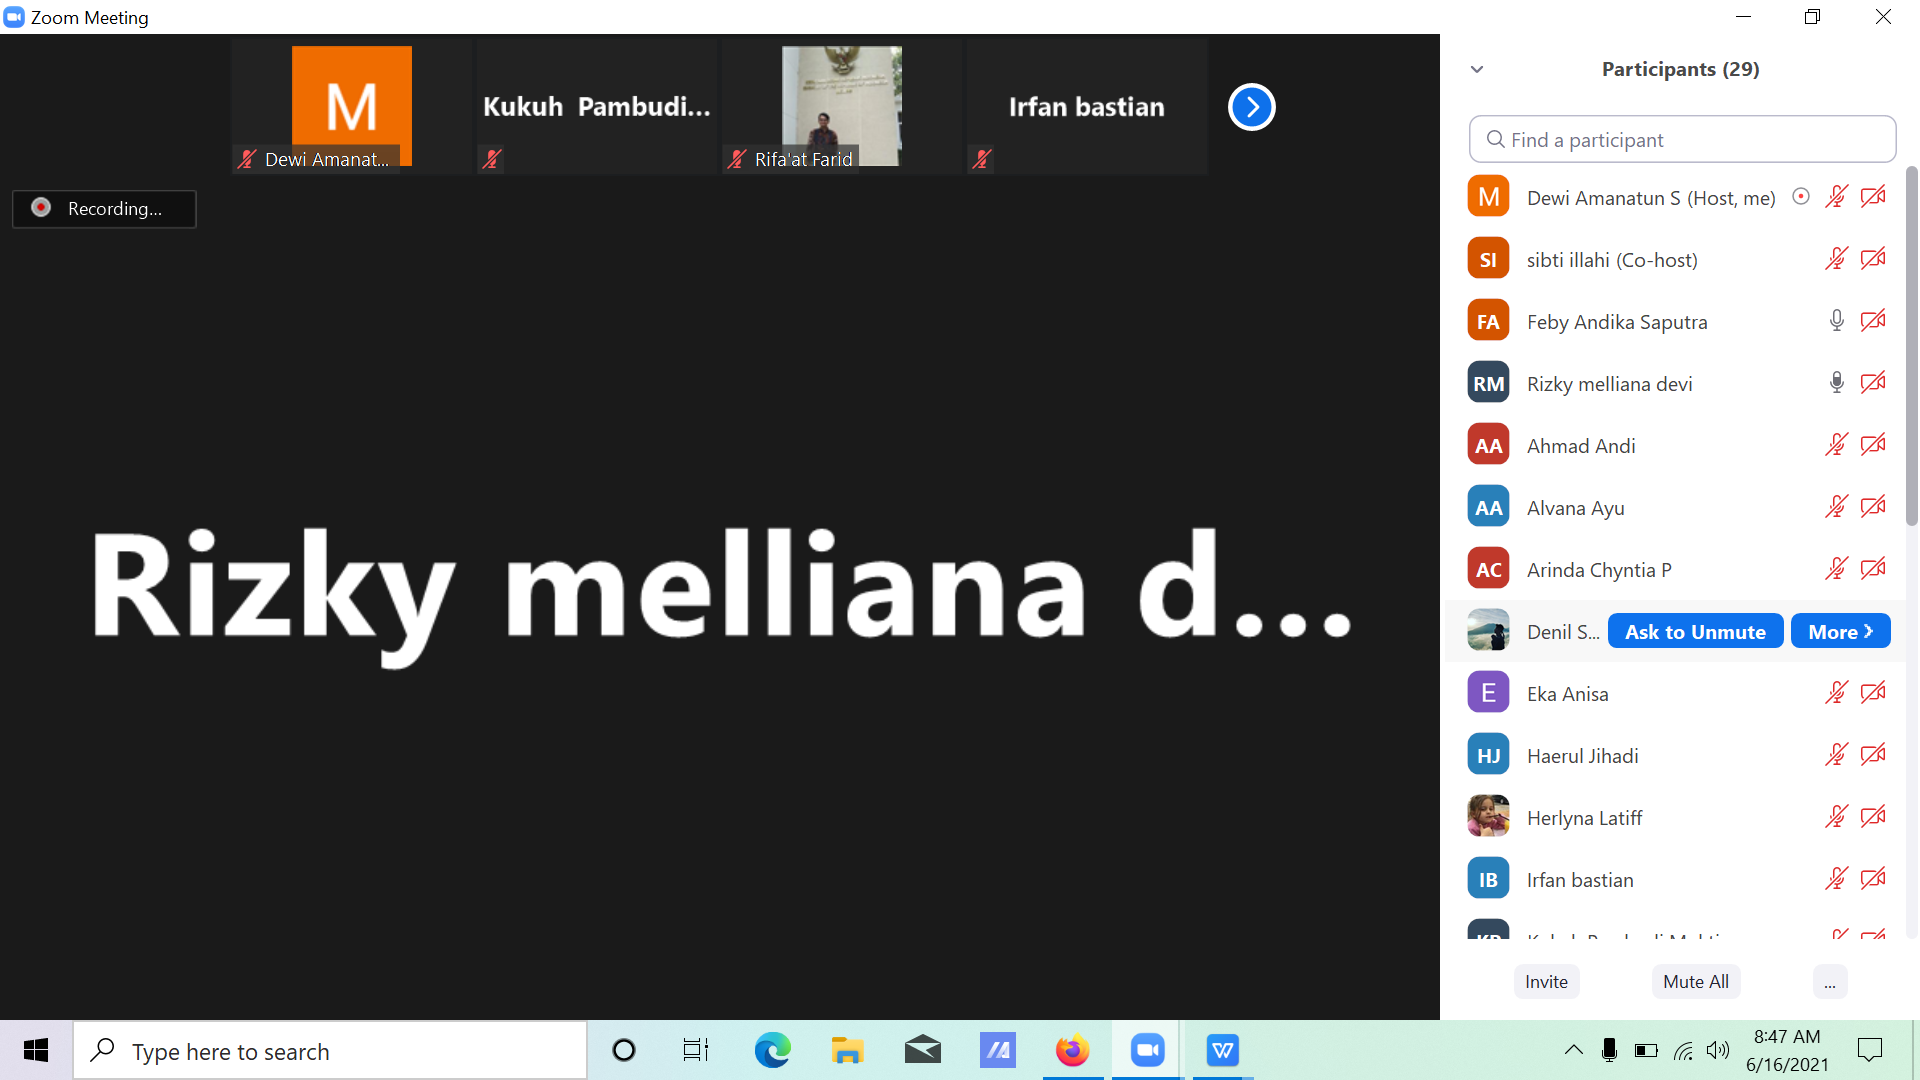 Zoom Meeting
M
Dewi Amanat...
Kukuh Pambudi...
Rifa'at Farid
Irfan bastian
Recording...
Rizky melliana d...
Participants (29)
Find a participant
M Dewi Amanatun S (Host, me)
SI sibti illahi (Co-host)
FA Feby Andika Saputra
RM Rizky melliana devi
AA Ahmad Andi
AA Alvana Ayu
AC Arinda Chyntia P
Denil S... Ask to Unmute More
E Eka Anisa
HJ Haerul Jihadi
Herlyna Latiff
IB Irfan bastian
Invite Mute All ...
Type here to search
8:47 AM
6/16/2021